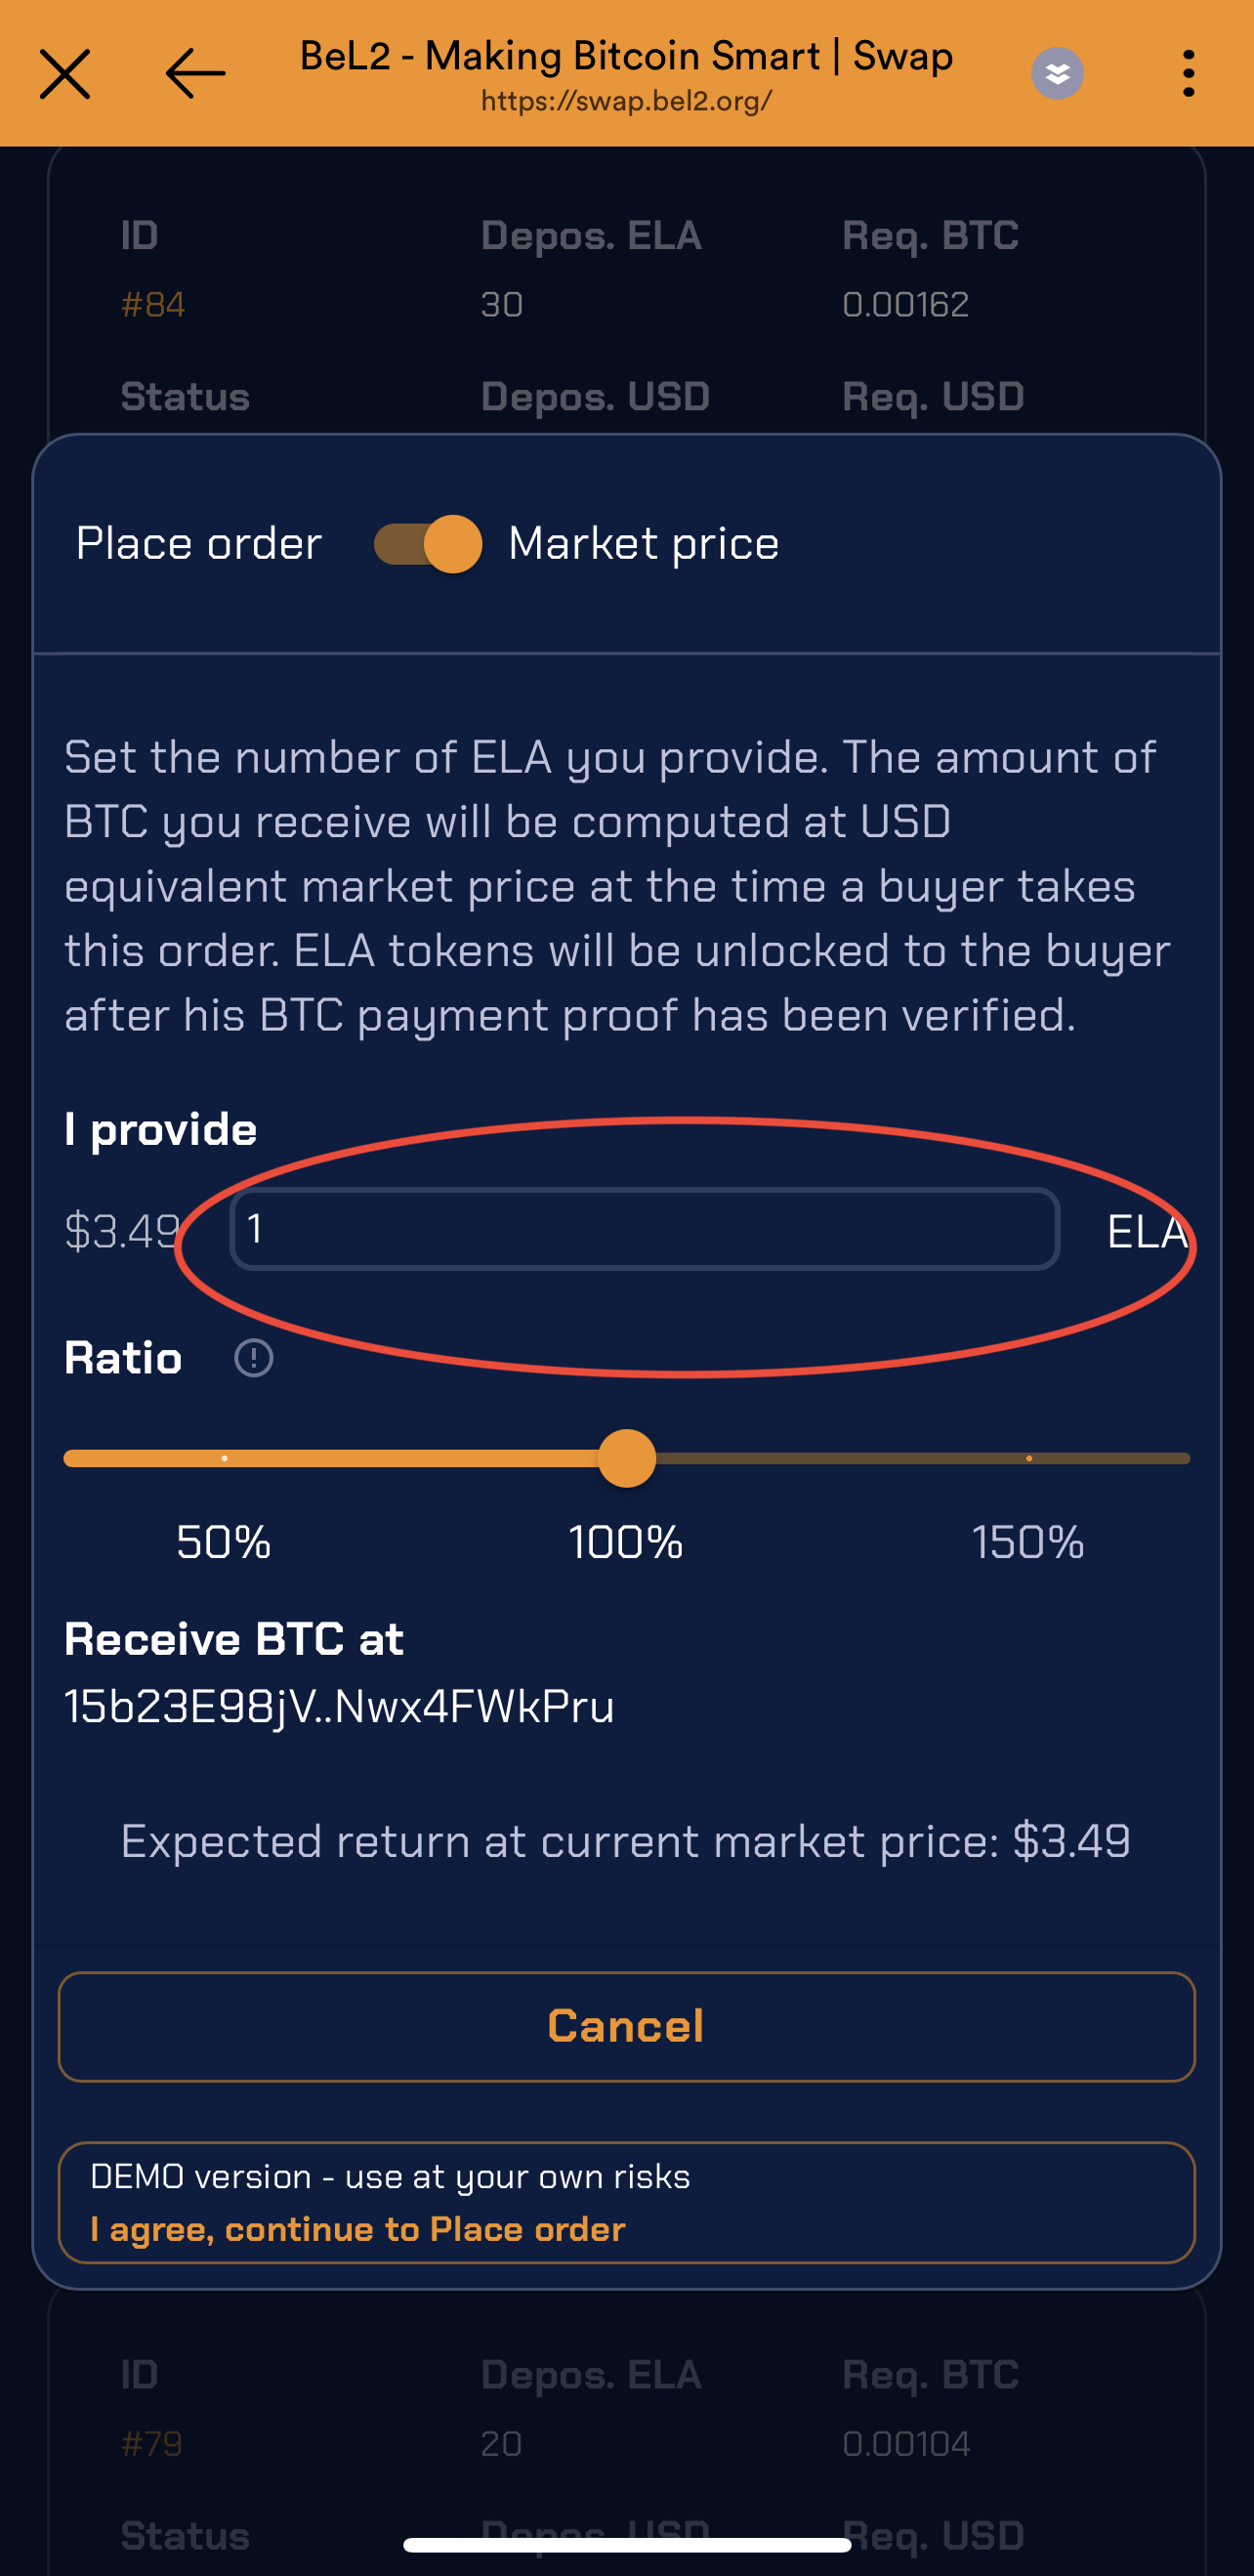 BeL2 - Making Bitcoin Smart | Swap
https://swap.bel2.org/
ID Depos. ELA Req. BTC
#84 30 0.00162
Status Depos. USD Req. USD
Place order Market price
Set the number of ELA you provide. The amount of
BTC you receive will be computed at USD
equivalent market price at the time a buyer takes
this order. ELA tokens will be unlocked to the buyer
after his BTC payment proof has been verified.
I provide
$3.49 1 ELA
Ratio
50% 100% 150%
Receive BTC at
15b23E98jV..Nwx4FWkPru
Expected return at current market price: $3.49
Cancel
DEMO version - use at your own risks
I agree, continue to Place order
ID Depos. ELA Req. BTC
#79 20 0.00104
Status Depos. USD Req. USD